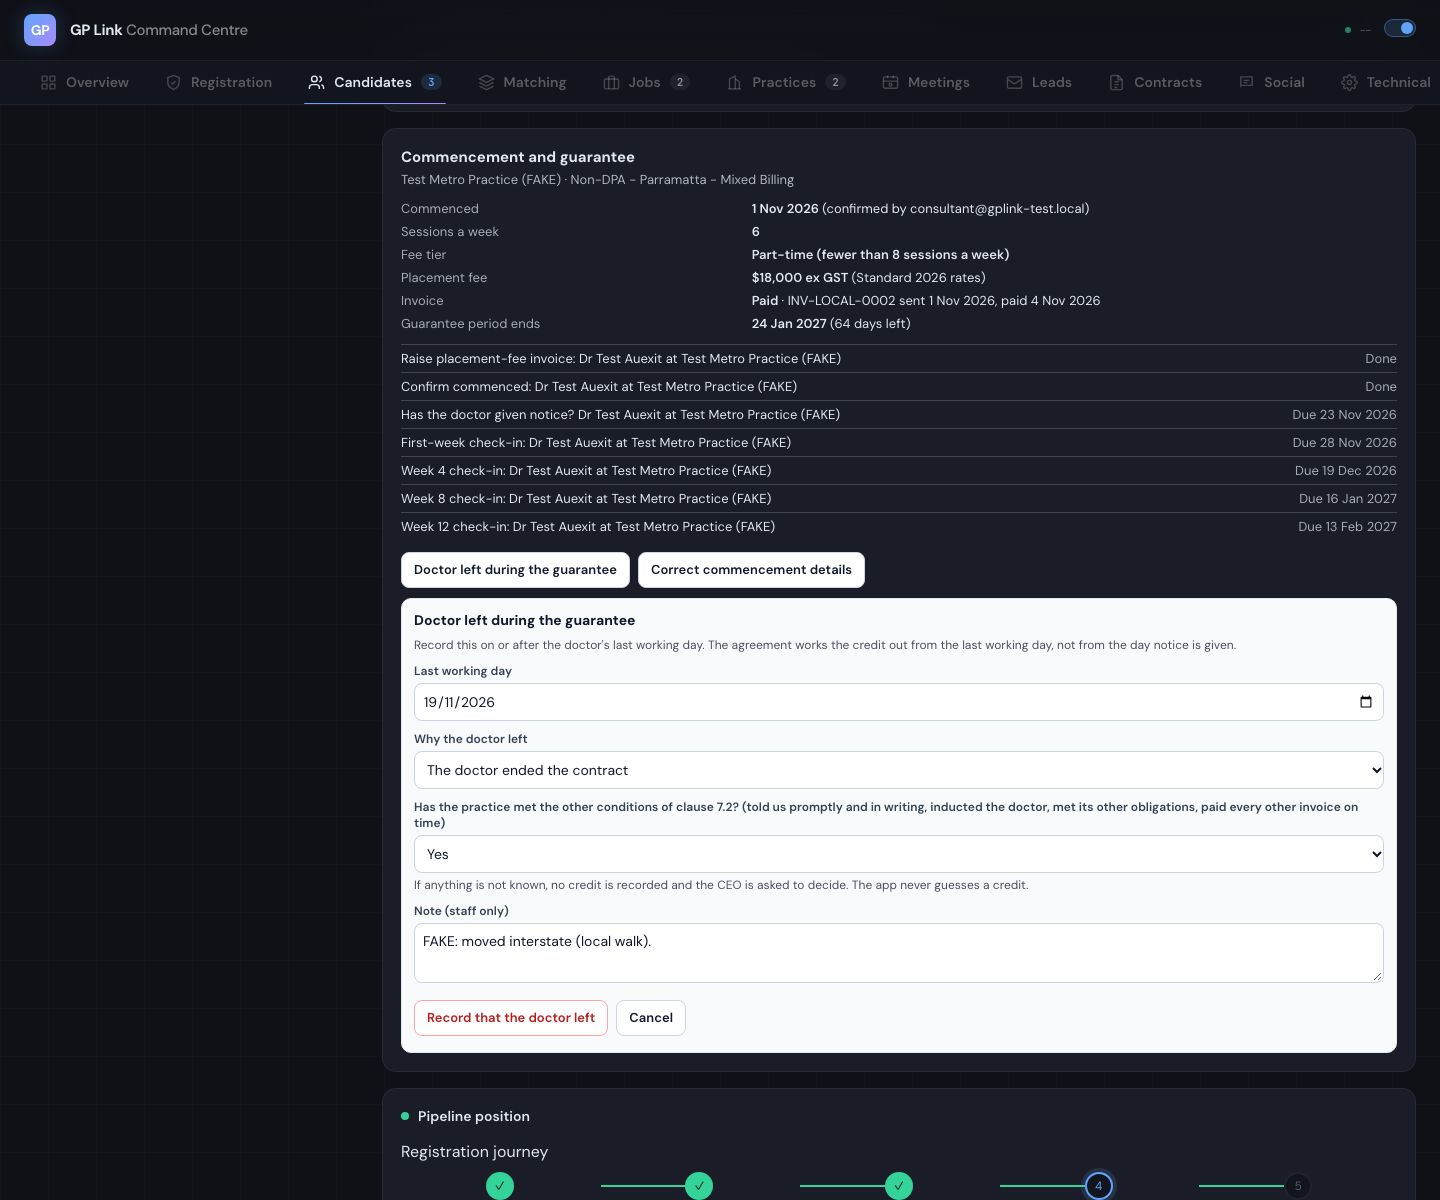 GP
GP Link Command Centre
--
Overview
Registration
Candidates 3
Matching
Jobs 2
Practices 2
Meetings
Leads
Contracts
Social
Technical
Commencement and guarantee
Test Metro Practice (FAKE) · Non-DPA - Parramatta - Mixed Billing
Commenced 1 Nov 2026 (confirmed by consultant@gplink-test.local)
Sessions a week 6
Fee tier Part-time (fewer than 8 sessions a week)
Placement fee $18,000 ex GST (Standard 2026 rates)
Invoice Paid · INV-LOCAL-0002 sent 1 Nov 2026, paid 4 Nov 2026
Guarantee period ends 24 Jan 2027 (64 days left)
Raise placement-fee invoice: Dr Test Auexit at Test Metro Practice (FAKE) Done
Confirm commenced: Dr Test Auexit at Test Metro Practice (FAKE) Done
Has the doctor given notice? Dr Test Auexit at Test Metro Practice (FAKE) Due 23 Nov 2026
First-week check-in: Dr Test Auexit at Test Metro Practice (FAKE) Due 28 Nov 2026
Week 4 check-in: Dr Test Auexit at Test Metro Practice (FAKE) Due 19 Dec 2026
Week 8 check-in: Dr Test Auexit at Test Metro Practice (FAKE) Due 16 Jan 2027
Week 12 check-in: Dr Test Auexit at Test Metro Practice (FAKE) Due 13 Feb 2027
Doctor left during the guarantee
Correct commencement details
Doctor left during the guarantee
Record this on or after the doctor's last working day. The agreement works the credit out from the last working day, not from the day notice is given.
Last working day
19/11/2026
Why the doctor left
The doctor ended the contract
Has the practice met the other conditions of clause 7.2? (told us promptly and in writing, inducted the doctor, met its other obligations, paid every other invoice on
time)
Yes
If anything is not known, no credit is recorded and the CEO is asked to decide. The app never guesses a credit.
Note (staff only)
FAKE: moved interstate (local walk).
Record that the doctor left
Cancel
Pipeline position
Registration journey
4
5